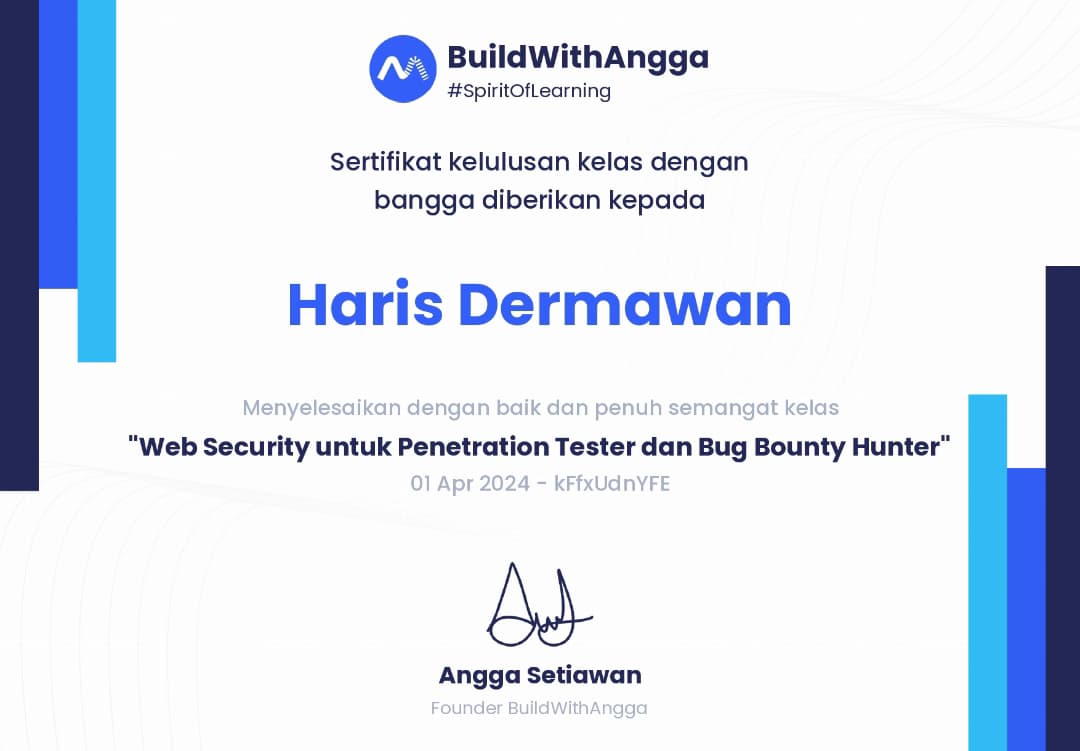 BuildWithAngga
#SpiritOfLearning
Sertifikat kelulusan kelas dengan
bangga diberikan kepada
Haris Dermawan
Menyelesaikan dengan baik dan penuh semangat kelas
"Web Security untuk Penetration Tester dan Bug Bounty Hunter"
01 Apr 2024 - kFfxUdnYFE
Angga Setiawan
Founder BuildWithAngga